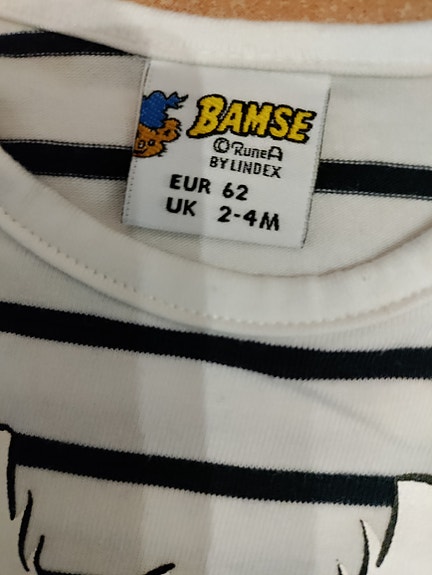 BAMSE
©RuneA
BY LINDEX
EUR 62
UK 2-4M